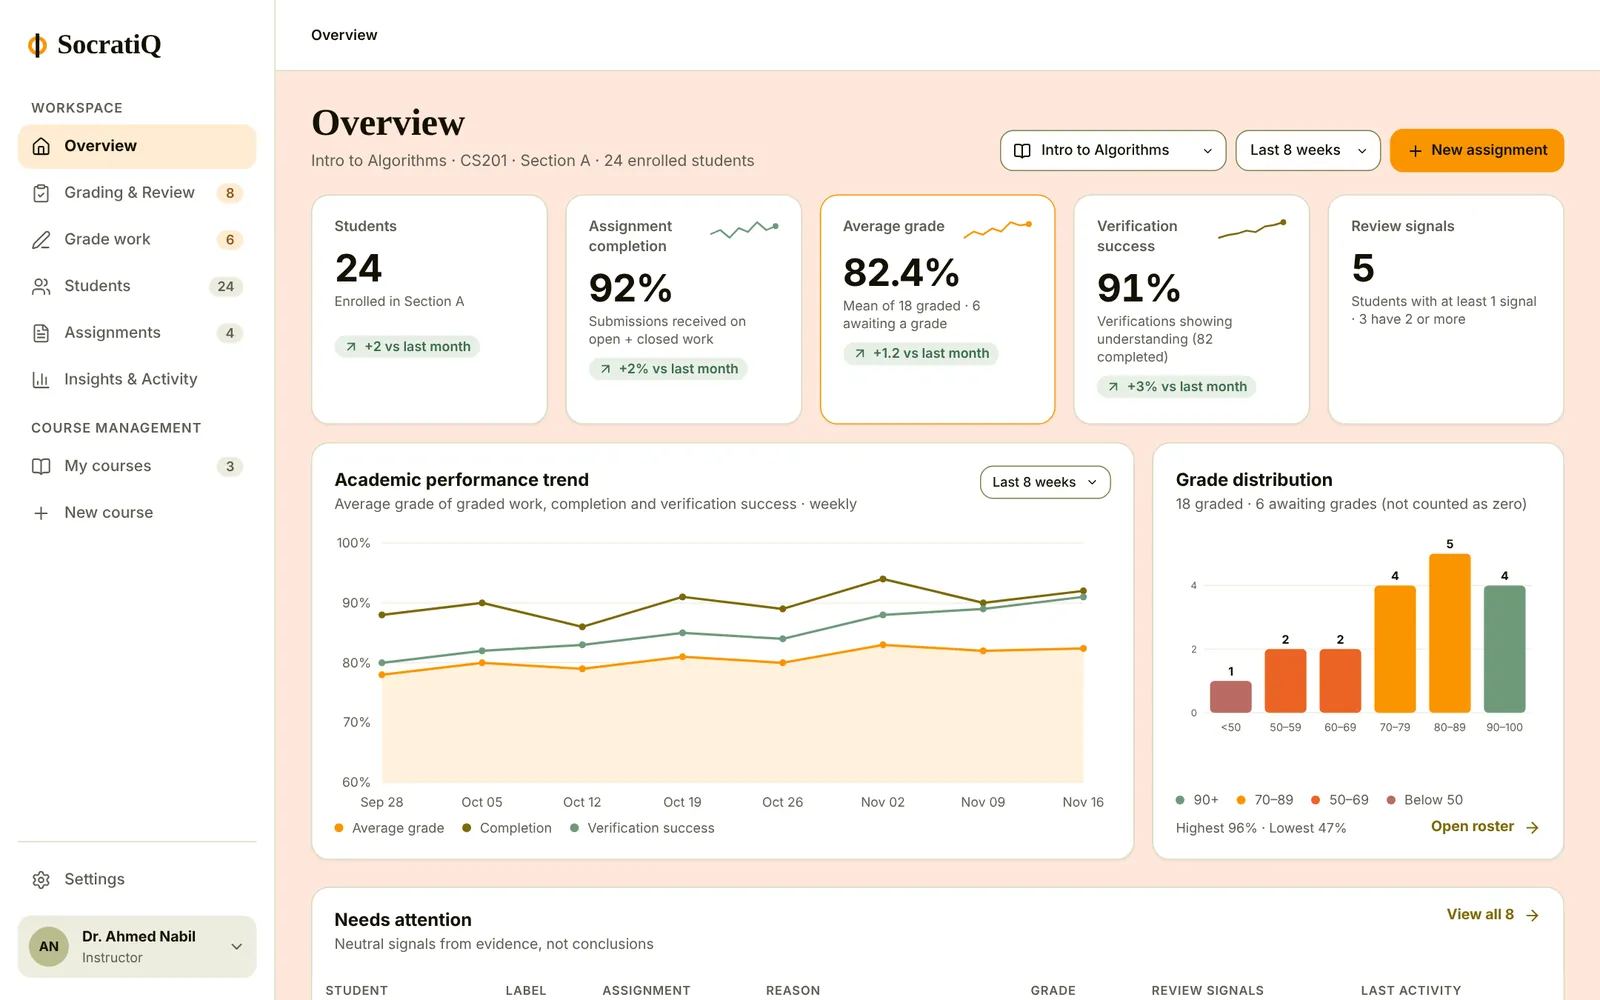 SocratiQ
WORKSPACE
Overview
Grading & Review 8
Grade work 6
Students 24
Assignments 4
Insights & Activity
COURSE MANAGEMENT
My courses 3
New course
Settings
AN
Dr. Ahmed Nabil
Instructor
Overview
Overview
Intro to Algorithms · CS201 · Section A · 24 enrolled students
Intro to Algorithms
Last 8 weeks
New assignment
Students
24
Enrolled in Section A
+2 vs last month
Assignment
completion
92%
Submissions received on
open + closed work
+2% vs last month
Average grade
82.4%
Mean of 18 graded · 6
awaiting a grade
+1.2 vs last month
Verification
success
91%
Verifications showing
understanding (82
completed)
+3% vs last month
Review signals
5
Students with at least 1 signal
· 3 have 2 or more
Academic performance trend
Average grade of graded work, completion and verification success · weekly
Last 8 weeks
100%
90%
80%
70%
60%
Sep 28 Oct 05 Oct 12 Oct 19 Oct 26 Nov 02 Nov 09 Nov 16
Average grade Completion Verification success
Grade distribution
18 graded · 6 awaiting grades (not counted as zero)
5
4 4 4
2 2 2
1
0
<50 50–59 60–69 70–79 80–89 90–100
90+ 70–89 50–69 Below 50
Highest 96% · Lowest 47%
Open roster
Needs attention
Neutral signals from evidence, not conclusions
View all 8
STUDENT LABEL ASSIGNMENT REASON GRADE REVIEW SIGNALS LAST ACTIVITY